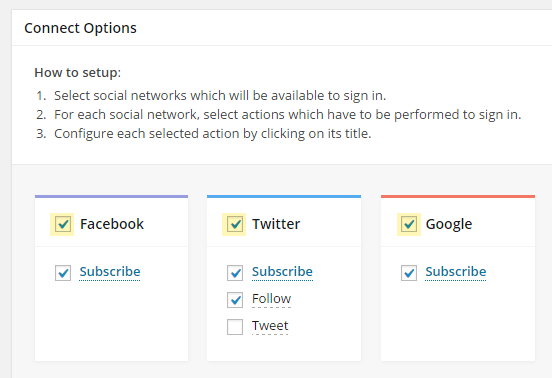 Connect Options
How to setup:
1. Select social networks which will be available to sign in.
2. For each social network, select actions which have to be performed to sign in.
3. Configure each selected action by clicking on its title.
Facebook
Subscribe
Twitter
Subscribe
Follow
Tweet
Google
Subscribe